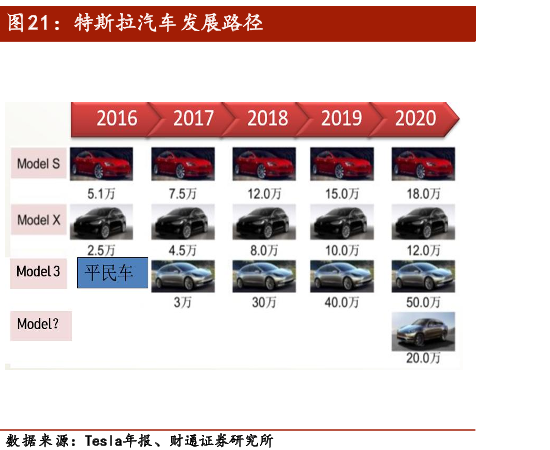 图21：特斯拉汽车发展路径
2016 2017 2018 2019 2020
Model S
5.1万 7.5万 12.0万 15.0万 18.0万
Model X
2.5万 4.5万 8.0万 10.0万 12.0万
Model 3 平民车
3万 30万 40.0万 50.0万
Model？
20.0万
数据来源：Tesla年报、财通证券研究所